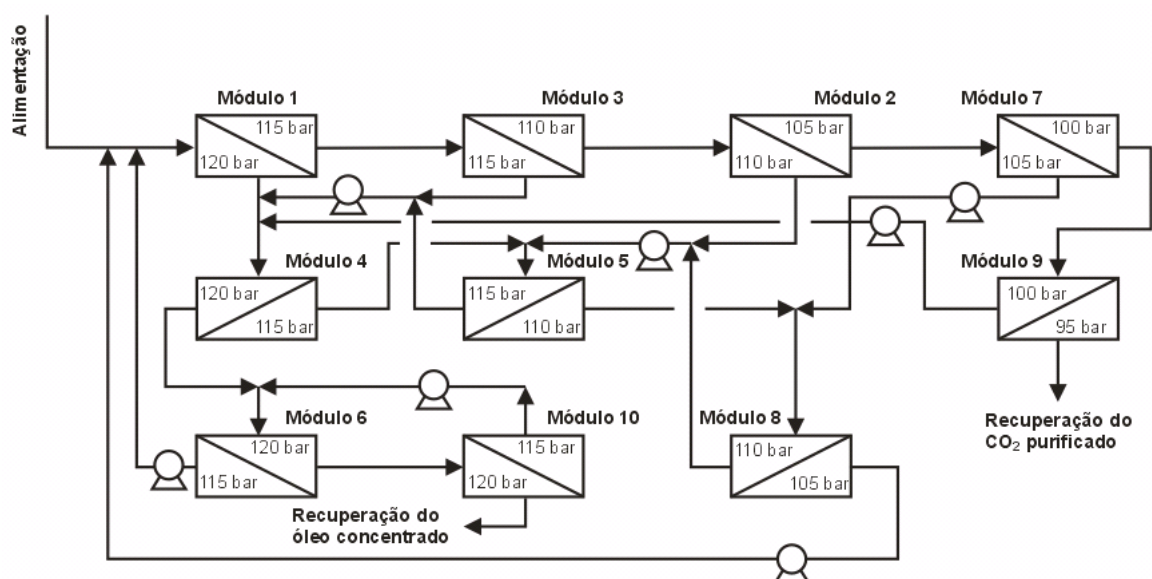 Alimentação
Módulo 1
Módulo 3
Módulo 2
Módulo 7
115 bar
120 bar
110 bar
115 bar
105 bar
110 bar
100 bar
105 bar
Módulo 4
Módulo 5
Módulo 9
120 bar
115 bar
115 bar
110 bar
100 bar
95 bar
Módulo 6
Módulo 10
Módulo 8
Recuperação do
CO₂ purificado
120 bar
115 bar
115 bar
120 bar
110 bar
105 bar
Recuperação do
óleo concentrado